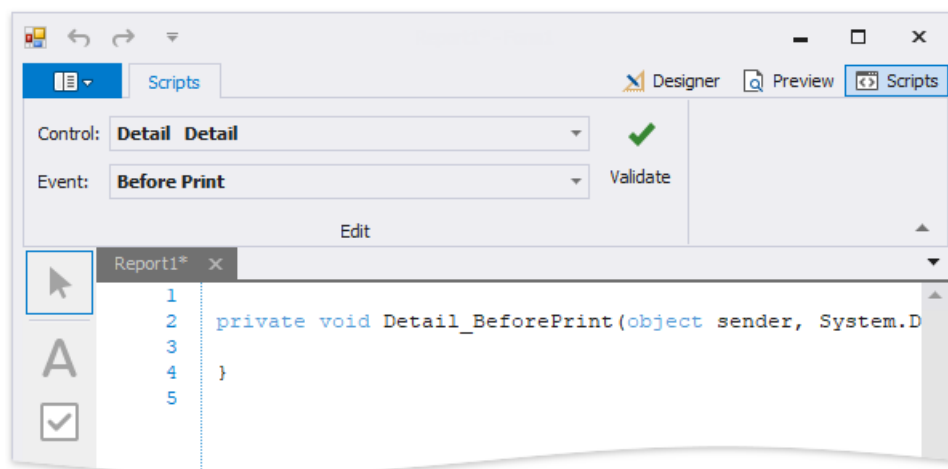 Scripts
Designer
Preview
Scripts
Control: Detail Detail
Event: Before Print
Validate
Edit
Report1*
1
2 private void Detail_BeforePrint(object sender, System.D
3
4 }
5